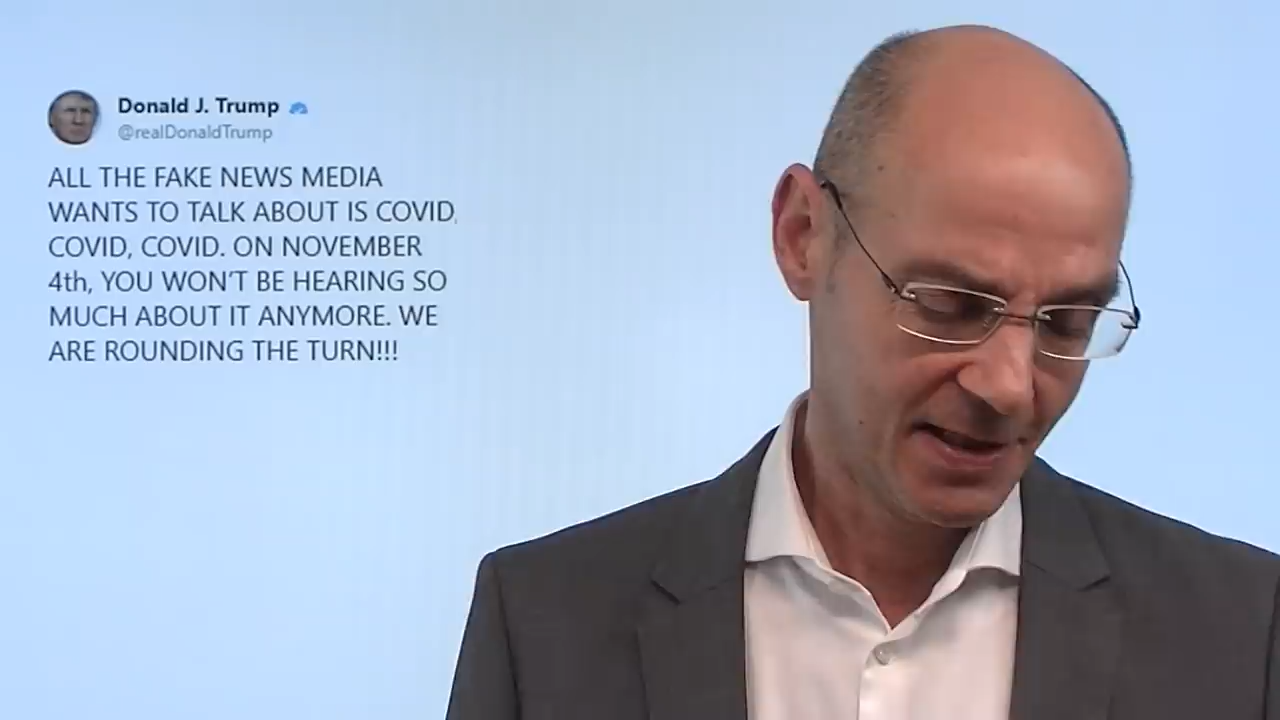 Donald J. Trump
@realDonaldTrump
ALL THE FAKE NEWS MEDIA
WANTS TO TALK ABOUT IS COVID,
COVID, COVID. ON NOVEMBER
4th, YOU WON’T BE HEARING SO
MUCH ABOUT IT ANYMORE. WE
ARE ROUNDING THE TURN!!!